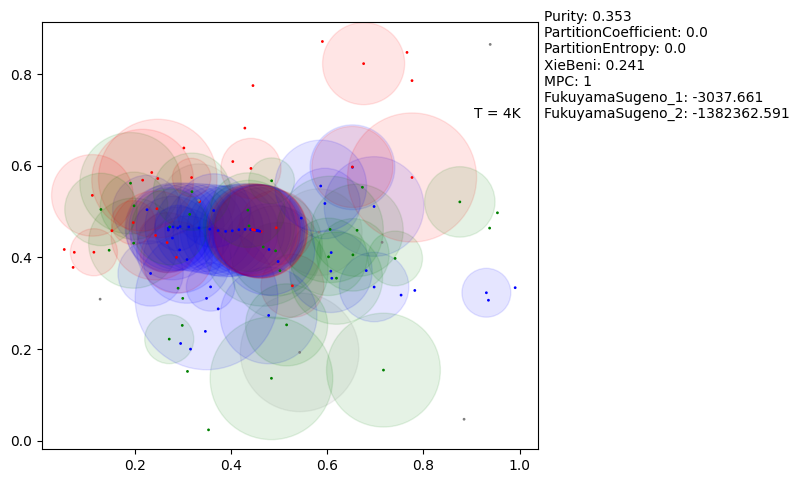 Purity: 0.353
PartitionCoefficient: 0.0
PartitionEntropy: 0.0
XieBeni: 0.241
MPC: 1
FukuyamaSugeno_1: -3037.661
FukuyamaSugeno_2: -1382362.591
T = 4K
0.8
0.6
0.4
0.2
0.0
0.2 0.4 0.6 0.8 1.0